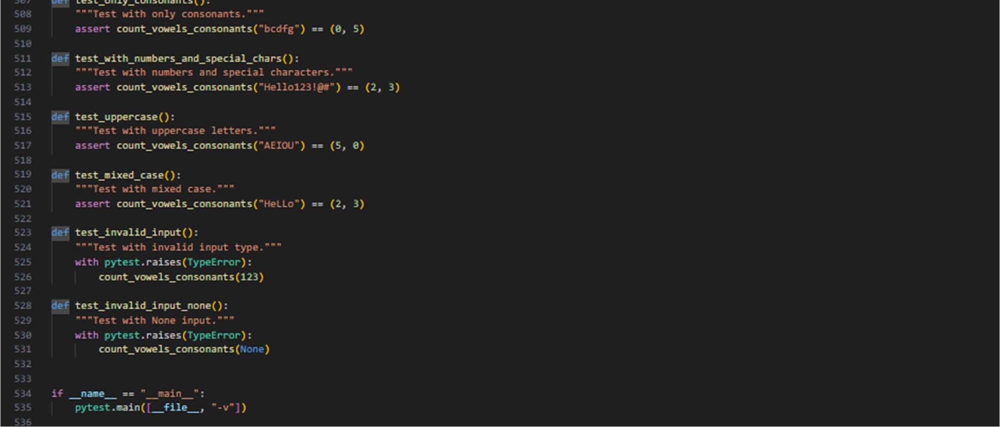 507 def test_only_consonants():
508     """Test with only consonants."""
509     assert count_vowels_consonants("bcdfg") == (0, 5)
510
511 def test_with_numbers_and_special_chars():
512     """Test with numbers and special characters."""
513     assert count_vowels_consonants("Hello123!@#") == (2, 3)
514
515 def test_uppercase():
516     """Test with uppercase letters."""
517     assert count_vowels_consonants("AEIOU") == (5, 0)
518
519 def test_mixed_case():
520     """Test with mixed case."""
521     assert count_vowels_consonants("HeLLo") == (2, 3)
522
523 def test_invalid_input():
524     """Test with invalid input type."""
525     with pytest.raises(TypeError):
526         count_vowels_consonants(123)
527
528 def test_invalid_input_none():
529     """Test with None input."""
530     with pytest.raises(TypeError):
531         count_vowels_consonants(None)
532
533
534 if __name__ == "__main__":
535     pytest.main([__file__, "-v"])
536